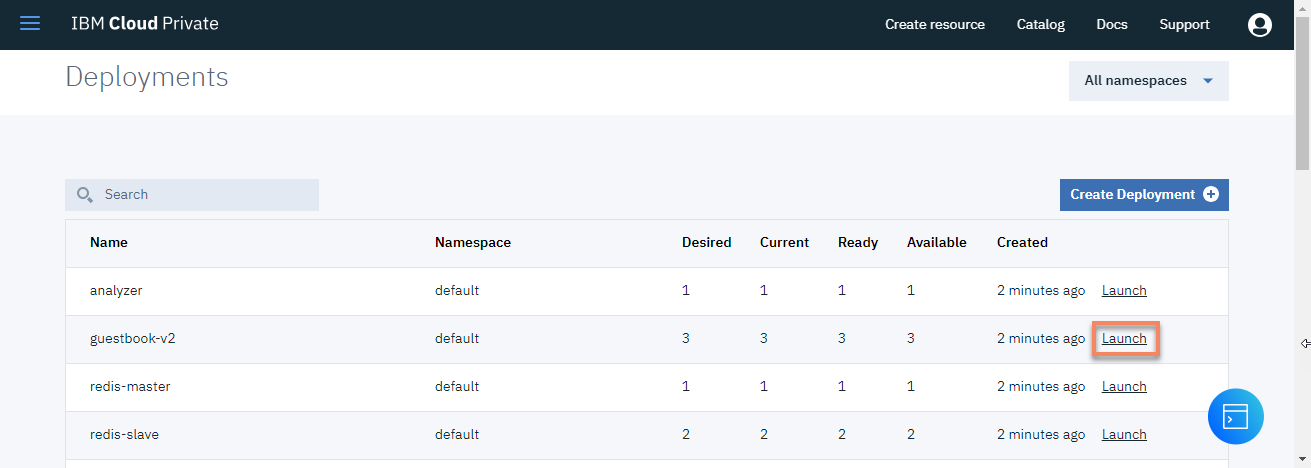 IBM Cloud Private Create resource Catalog Docs Support
Deployments
All namespaces
Search
Create Deployment
Name Namespace Desired Current Ready Available Created
analyzer default 1 1 1 1 2 minutes ago Launch
guestbook-v2 default 3 3 3 3 2 minutes ago Launch
redis-master default 1 1 1 1 2 minutes ago Launch
redis-slave default 2 2 2 2 2 minutes ago Launch